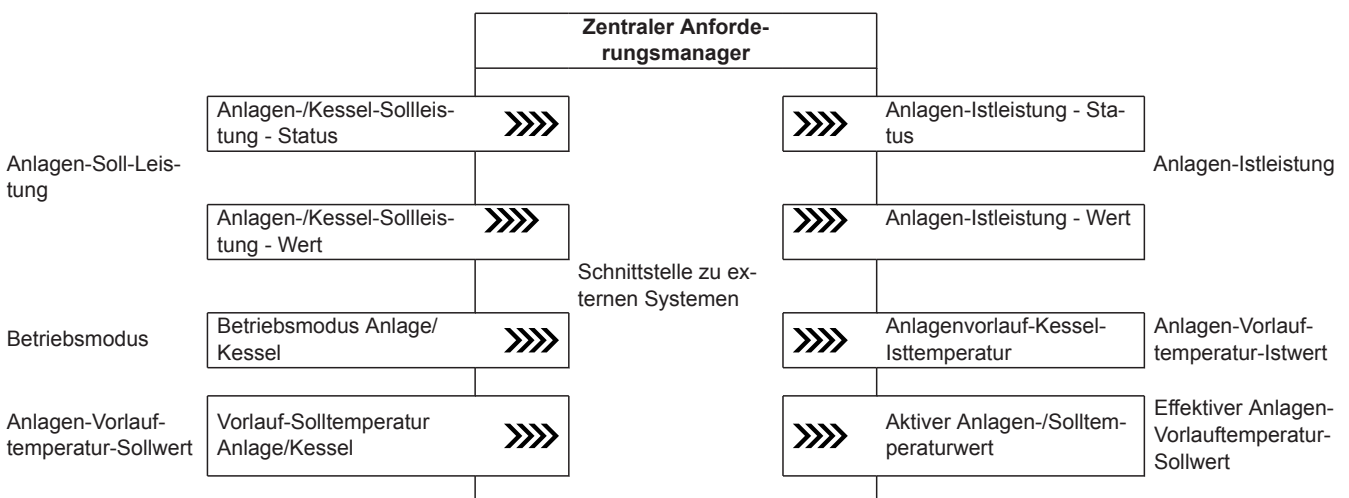 Zentraler Anforde-
rungsmanager
Anlagen-/Kessel-Sollleis-
tung - Status
Anlagen-Istleistung - Sta-
tus
Anlagen-Soll-Leis-
tung
Anlagen-Istleistung
Anlagen-/Kessel-Sollleis-
tung - Wert
Anlagen-Istleistung - Wert
Schnittstelle zu ex-
ternen Systemen
Betriebsmodus
Betriebsmodus Anlage/
Kessel
Anlagenvorlauf-Kessel-
Isttemperatur
Anlagen-Vorlauf-
temperatur-Istwert
Anlagen-Vorlauf-
temperatur-Sollwert
Vorlauf-Solltemperatur
Anlage/Kessel
Aktiver Anlagen-/Solltem-
peraturwert
Effektiver Anlagen-
Vorlauftemperatur-
Sollwert